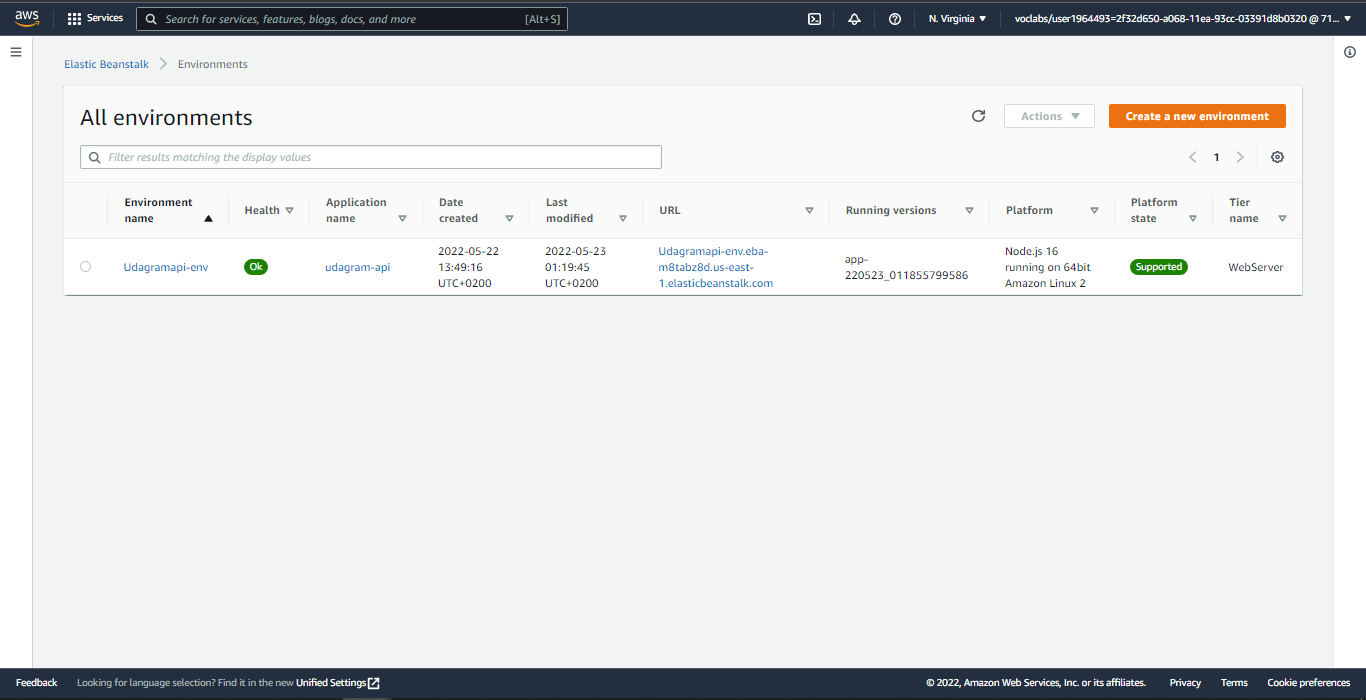 aws
Services
Search for services, features, blogs, docs, and more
[Alt+S]
N. Virginia
voclabs/user1964493=2f32d650-a068-11ea-93cc-03391d8b0320 @ 71...
Elastic Beanstalk
Environments
All environments
Actions
Create a new environment
Filter results matching the display values
1
Environment
name
Health
Application
name
Date
created
Last
modified
URL
Running versions
Platform
Platform
state
Tier
name
Udagramapi-env
Ok
udagram-api
2022-05-22
13:49:16
UTC+0200
2022-05-23
01:19:45
UTC+0200
Udagramapi-env.eba-
m8tabz8d.us-east-
1.elasticbeanstalk.com
app-
220523_011855799586
Node.js 16
running on 64bit
Amazon Linux 2
Supported
WebServer
Feedback
Looking for language selection? Find it in the new Unified Settings
© 2022, Amazon Web Services, Inc. or its affiliates.
Privacy
Terms
Cookie preferences